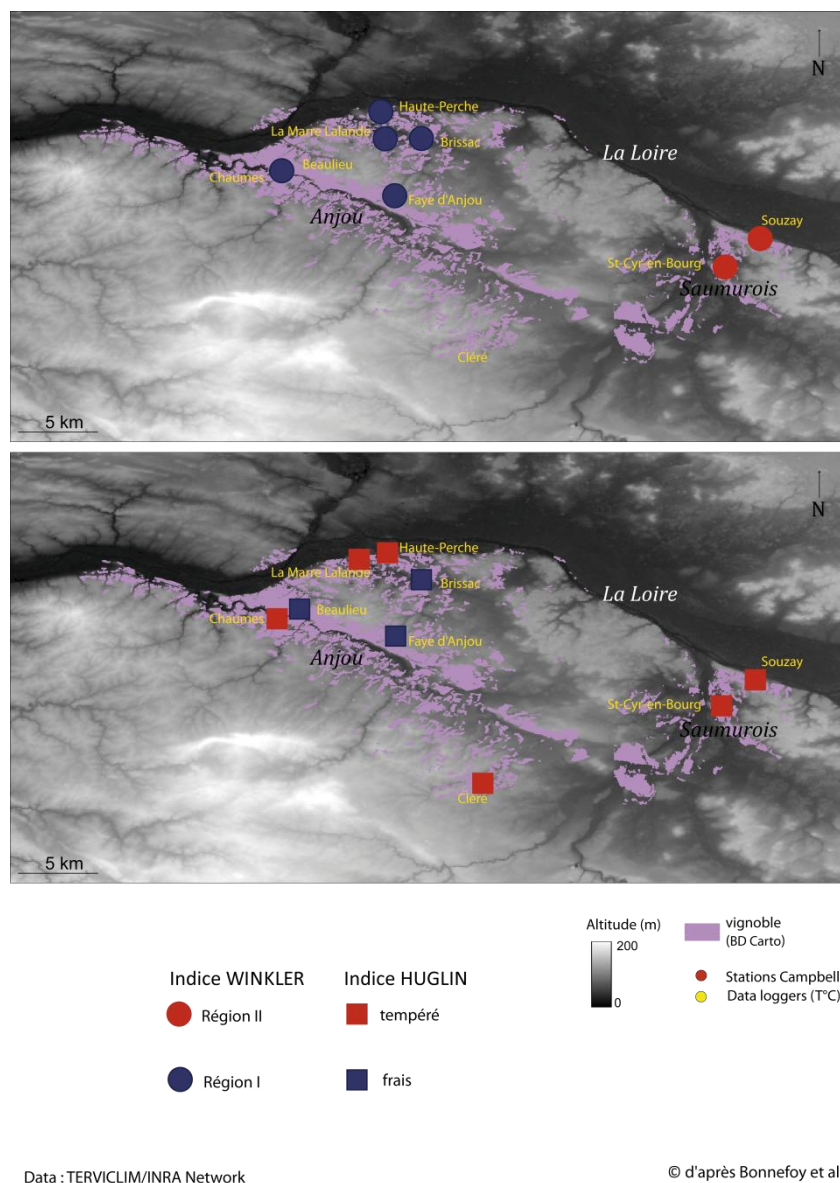 N
Haute-Perche
La Marre Lalande
Brissac
La Loire
Beaulieu
Chaumes
Faye d'Anjou
Anjou
Souzay
St-Cyr-en-Bourg
Saumurois
Cléré
5 km
N
Haute-Perche
La Marre Lalande
Brissac
La Loire
Beaulieu
Chaumes
Faye d'Anjou
Anjou
Souzay
St-Cyr-en-Bourg
Saumurois
Cléré
5 km
Altitude (m)
200
0
vignoble
(BD Carto)
Stations Campbell
Data loggers (T°C)
Indice WINKLER
Région II
Région I
Indice HUGLIN
tempéré
frais
Data : TERVICLIM/INRA Network
© d'après Bonnefoy et al